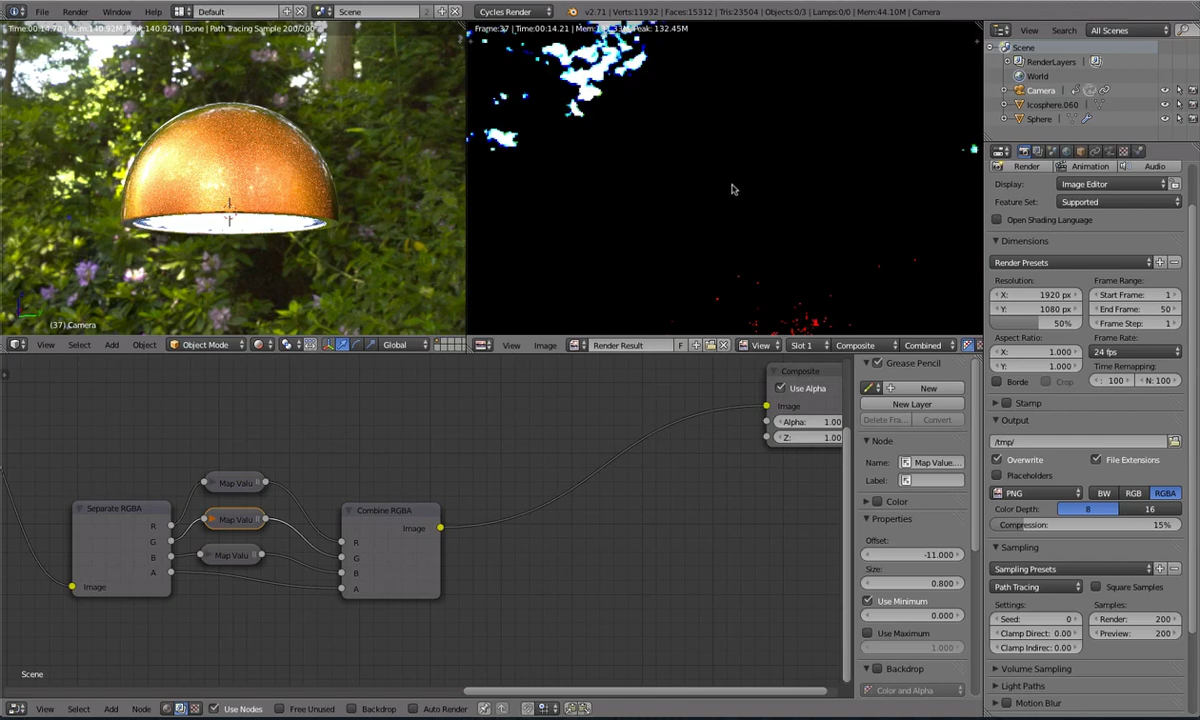 File Render Window Help Default Scene 2 Cycles Render v2.71 | Verts:11932 | Faces:15312 | Tris:23504 | Objects:0/3 | Lamps:0/0 | Mem:44.10M | Camera
Time:00:14.70 | Mem:140.92M, Peak:140.92M | Done | Path Tracing Sample 200/200
Frame:37 | Time:00:14.21 | Peak: 132.45M
(37) Camera
View Select Add Object Object Mode Global
View Image Render Result F View Slot 1 Composite Combined
View Search All Scenes
Scene
RenderLayers
World
Camera
Icosphere.060
Sphere
Render Animation Audio
Display: Image Editor
Feature Set: Supported
Open Shading Language
Dimensions
Render Presets
Resolution: Frame Range:
X: 1920 px Start Frame: 1
Y: 1080 px End Frame: 50
50% Frame Step: 1
Aspect Ratio: Frame Rate:
X: 1.000 24 fps
Y: 1.000 Time Remapping:
Borde Crop : 100 N: 100
Stamp
Output
/tmp/
Overwrite File Extensions
Placeholders
PNG BW RGB RGBA
Color Depth: 8 16
Compression: 15%
Sampling
Sampling Presets
Path Tracing Square Samples
Settings: Samples:
Seed: 0 Render: 200
Clamp Direct: 0.00 Preview: 200
Clamp Indirec: 0.00
Volume Sampling
Light Paths
Motion Blur
Separate RGBA
R
G
B
A
Image
Map Valu
Map Valu
Map Valu
Combine RGBA
Image
R
G
B
A
Composite
Use Alpha
Image
Alpha: 1.00
Z: 1.00
Grease Pencil
New
New Layer
Delete Fra... Convert
Node
Name: Map Value....
Label:
Color
Properties
Offset:
-11.000
Size:
0.800
Use Minimum
0.000
Use Maximum
1.000
Backdrop
Color and Alpha
Scene
View Select Add Node Use Nodes Free Unused Backdrop Auto Render